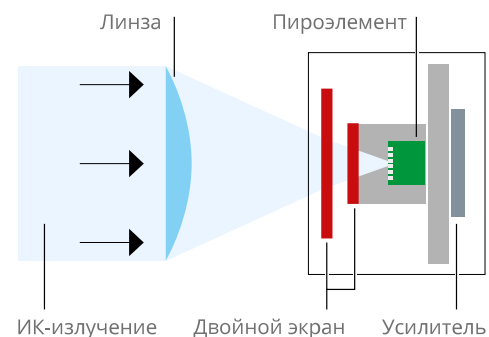 Линза
Пироэлемент
ИК-излучение
Двойной экран
Усилитель